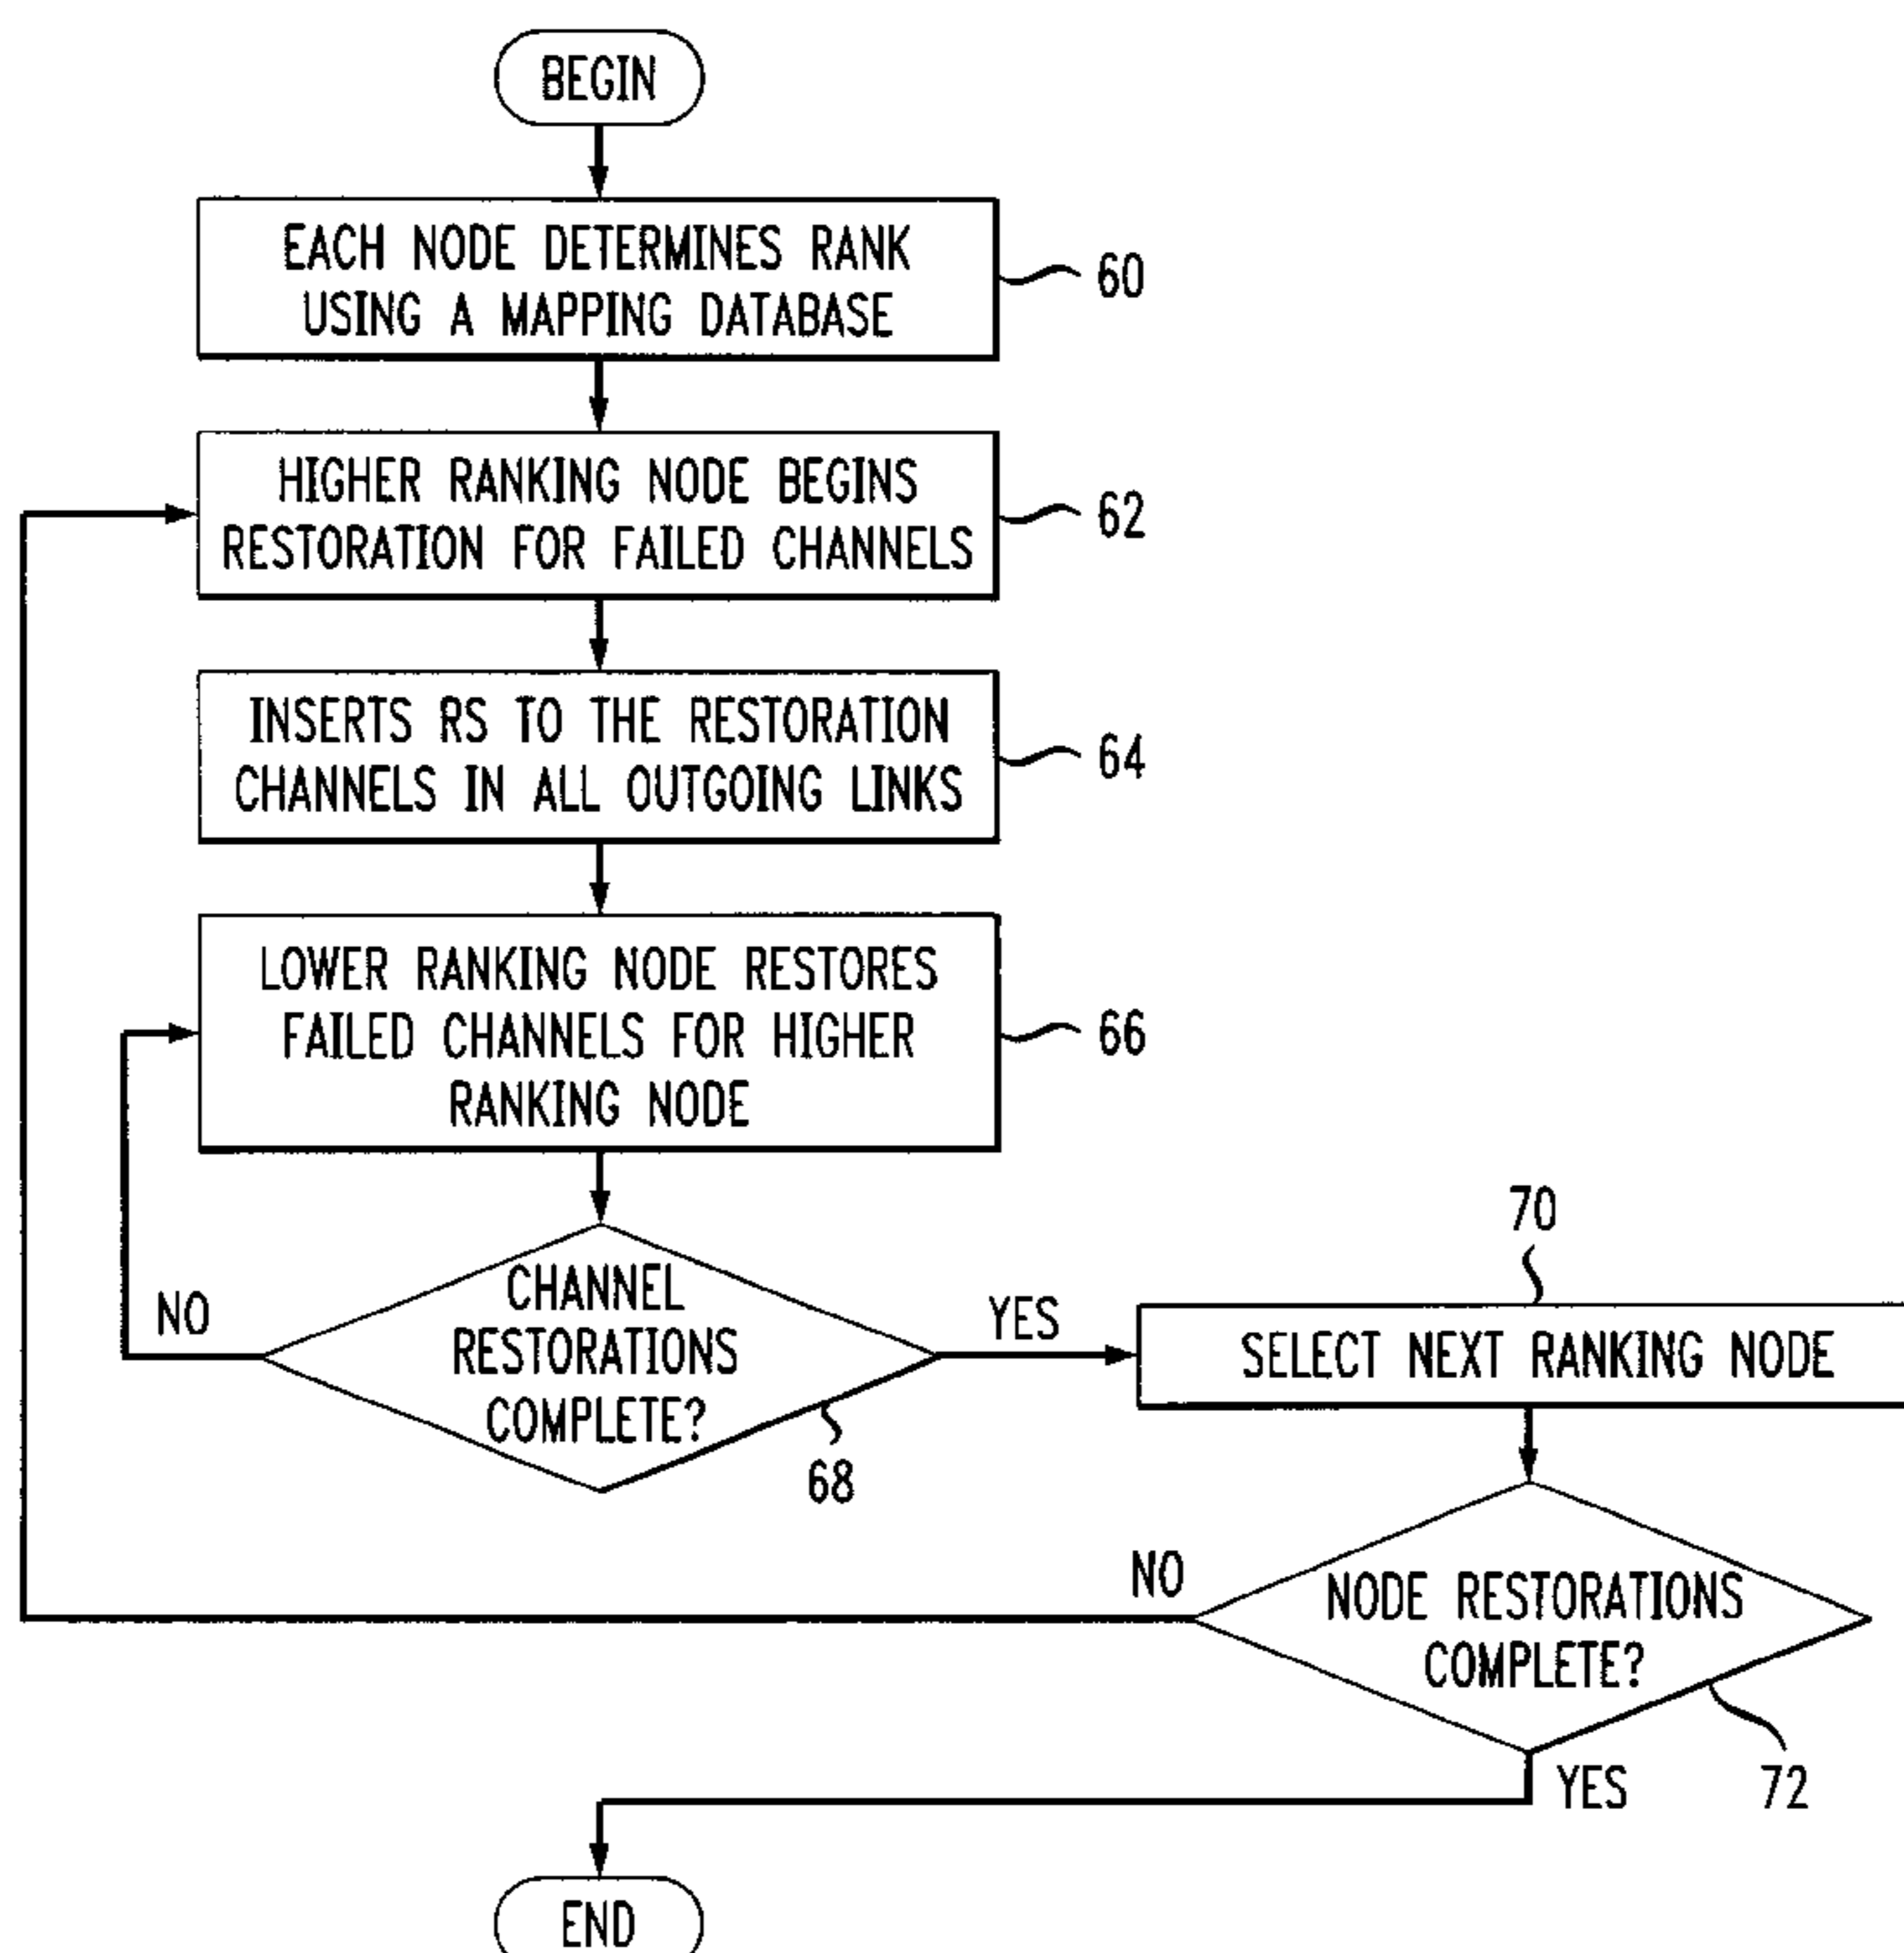 BEGIN
EACH NODE DETERMINES RANK
USING A MAPPING DATABASE
60
HIGHER RANKING NODE BEGINS
RESTORATION FOR FAILED CHANNELS
62
INSERTS RS TO THE RESTORATION
CHANNELS IN ALL OUTGOING LINKS
64
LOWER RANKING NODE RESTORES
FAILED CHANNELS FOR HIGHER
RANKING NODE
66
CHANNEL
RESTORATIONS
COMPLETE?
68
NO
YES
70
SELECT NEXT RANKING NODE
NODE RESTORATIONS
COMPLETE?
72
NO
YES
END